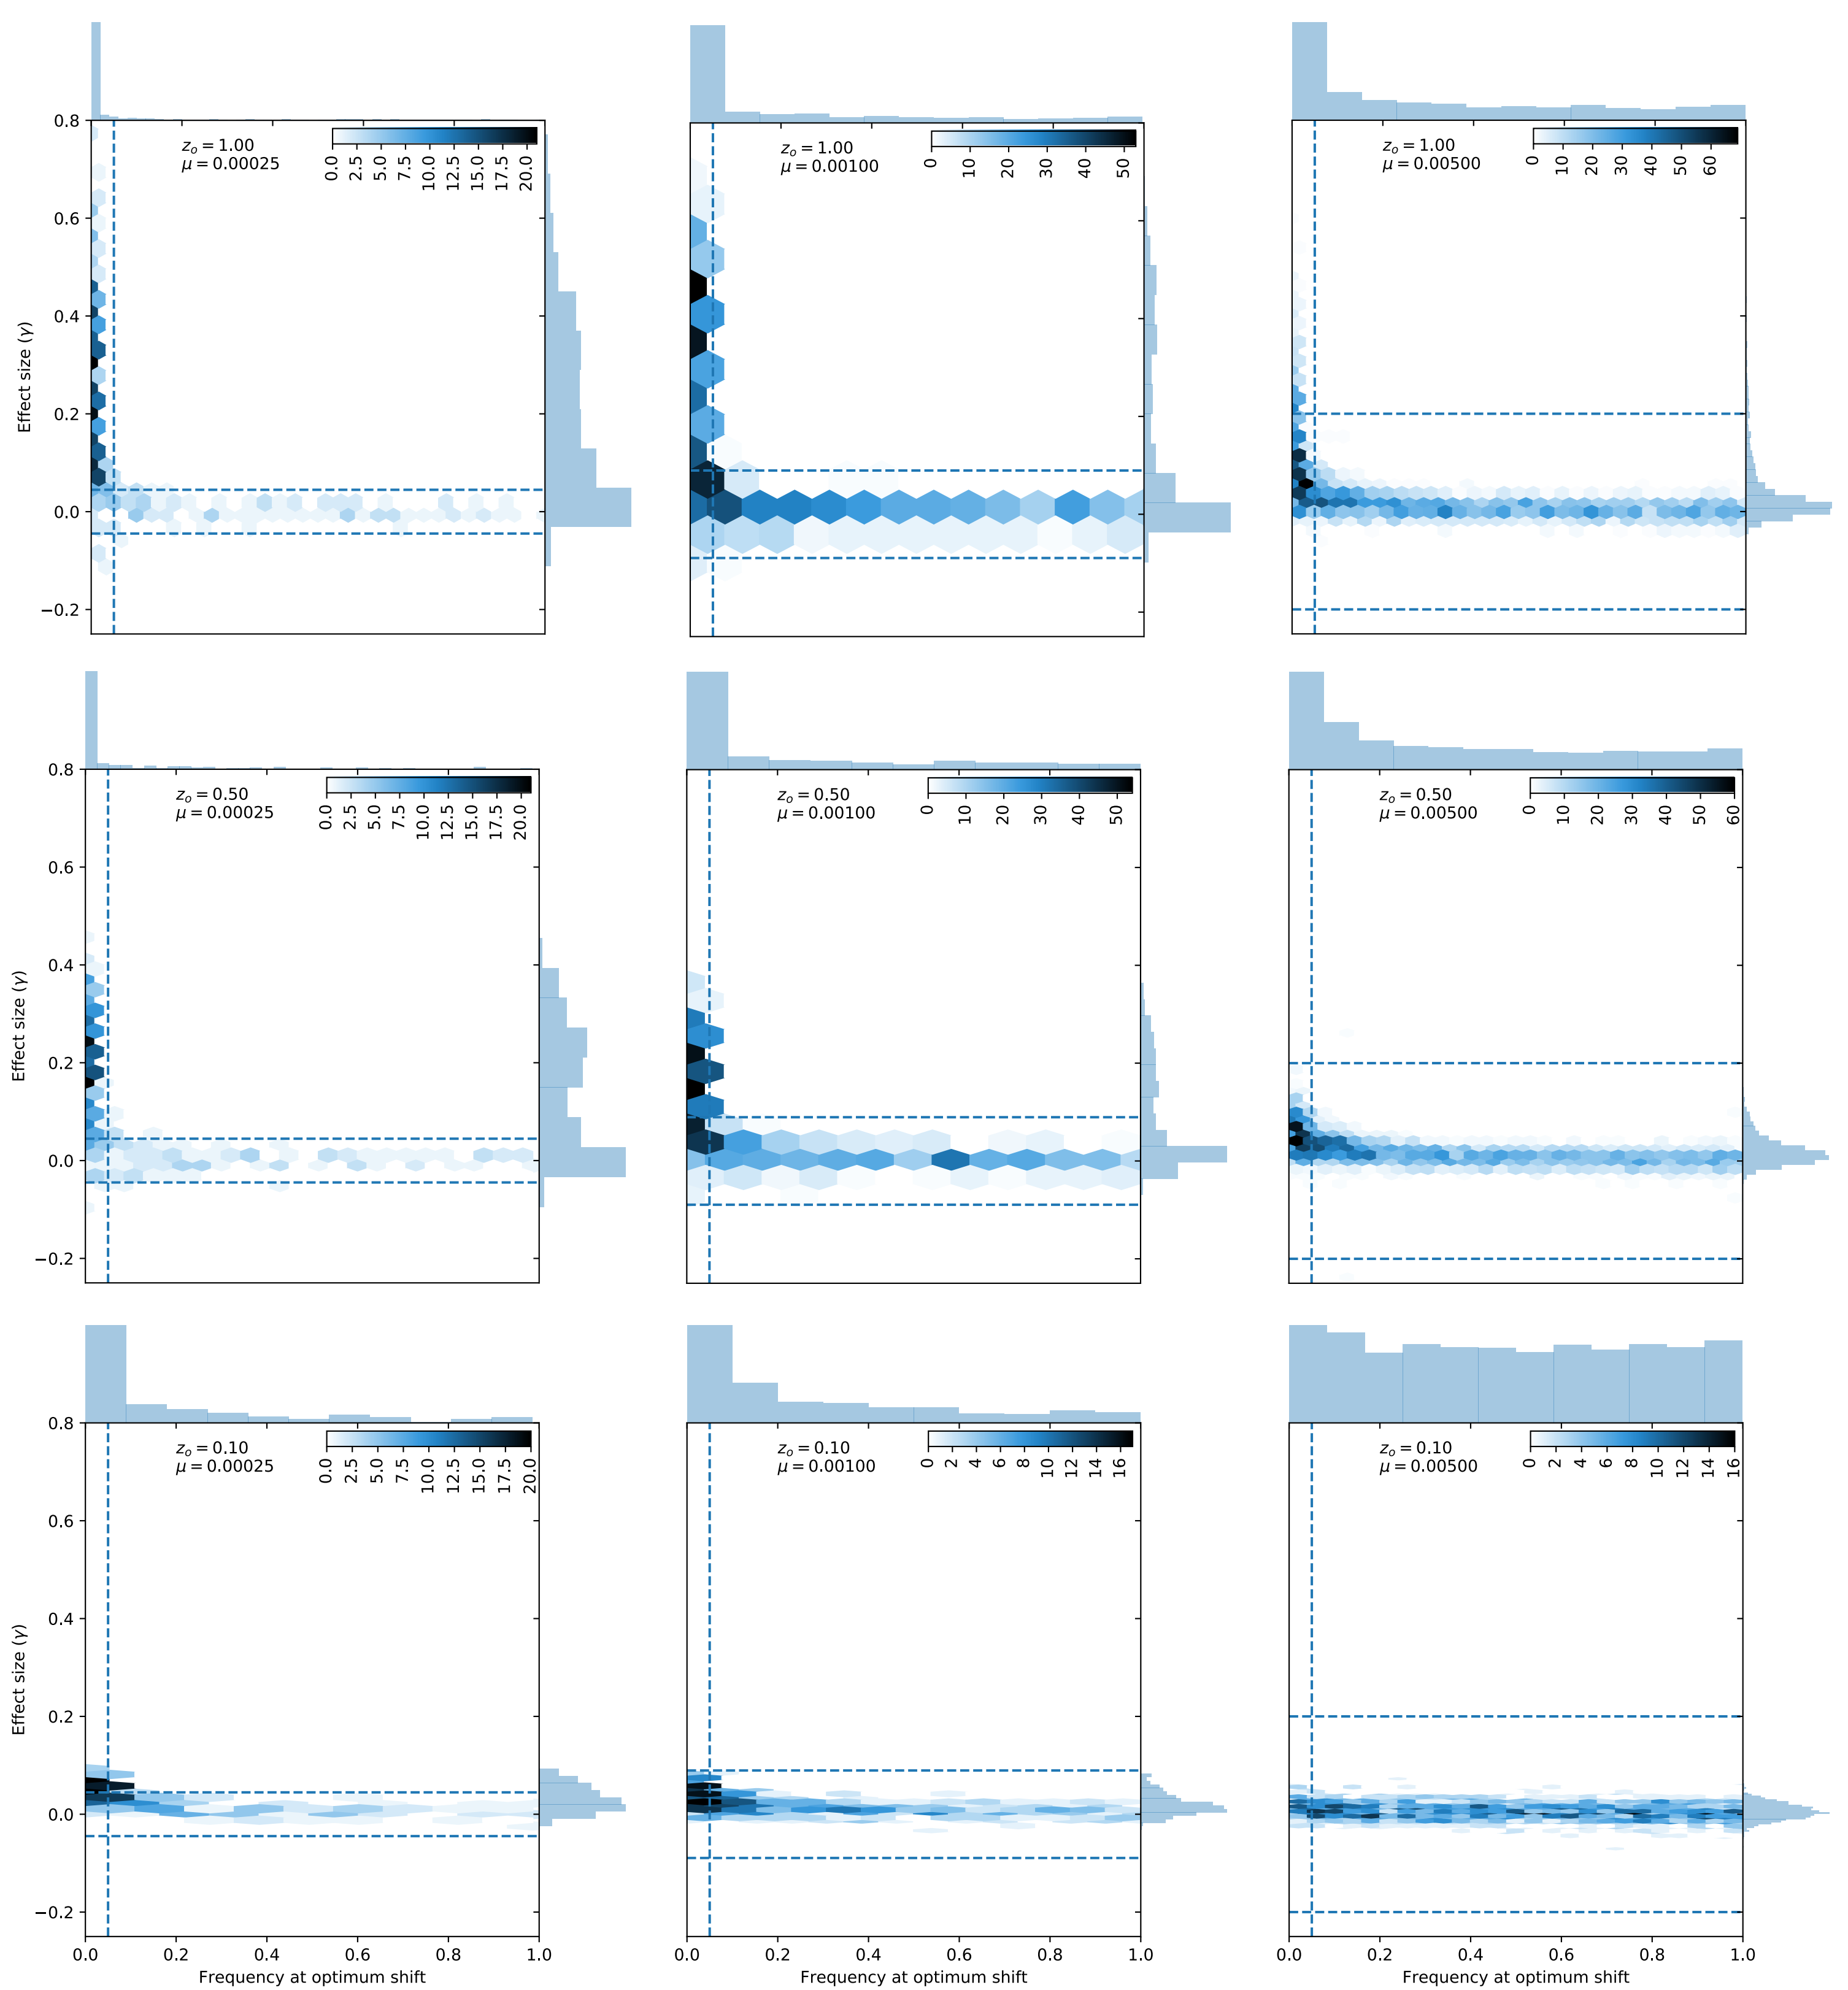 z_o = 1.00
μ = 0.00025
0.0 2.5 5.0 7.5 10.0 12.5 15.0 17.5 20.0
z_o = 1.00
μ = 0.00100
0 10 20 30 40 50
z_o = 1.00
μ = 0.00500
0 10 20 30 40 50 60
0.8
0.6
0.4
0.2
0.0
−0.2
Effect size (γ)
z_o = 0.50
μ = 0.00025
0.0 2.5 5.0 7.5 10.0 12.5 15.0 17.5 20.0
z_o = 0.50
μ = 0.00100
0 10 20 30 40 50
z_o = 0.50
μ = 0.00500
0 10 20 30 40 50 60
0.8
0.6
0.4
0.2
0.0
−0.2
Effect size (γ)
z_o = 0.10
μ = 0.00025
0.0 2.5 5.0 7.5 10.0 12.5 15.0 17.5 20.0
z_o = 0.10
μ = 0.00100
0 2 4 6 8 10 12 14 16
z_o = 0.10
μ = 0.00500
0 2 4 6 8 10 12 14 16
0.8
0.6
0.4
0.2
0.0
−0.2
Effect size (γ)
0.0 0.2 0.4 0.6 0.8 1.0
Frequency at optimum shift
0.0 0.2 0.4 0.6 0.8 1.0
Frequency at optimum shift
0.0 0.2 0.4 0.6 0.8 1.0
Frequency at optimum shift